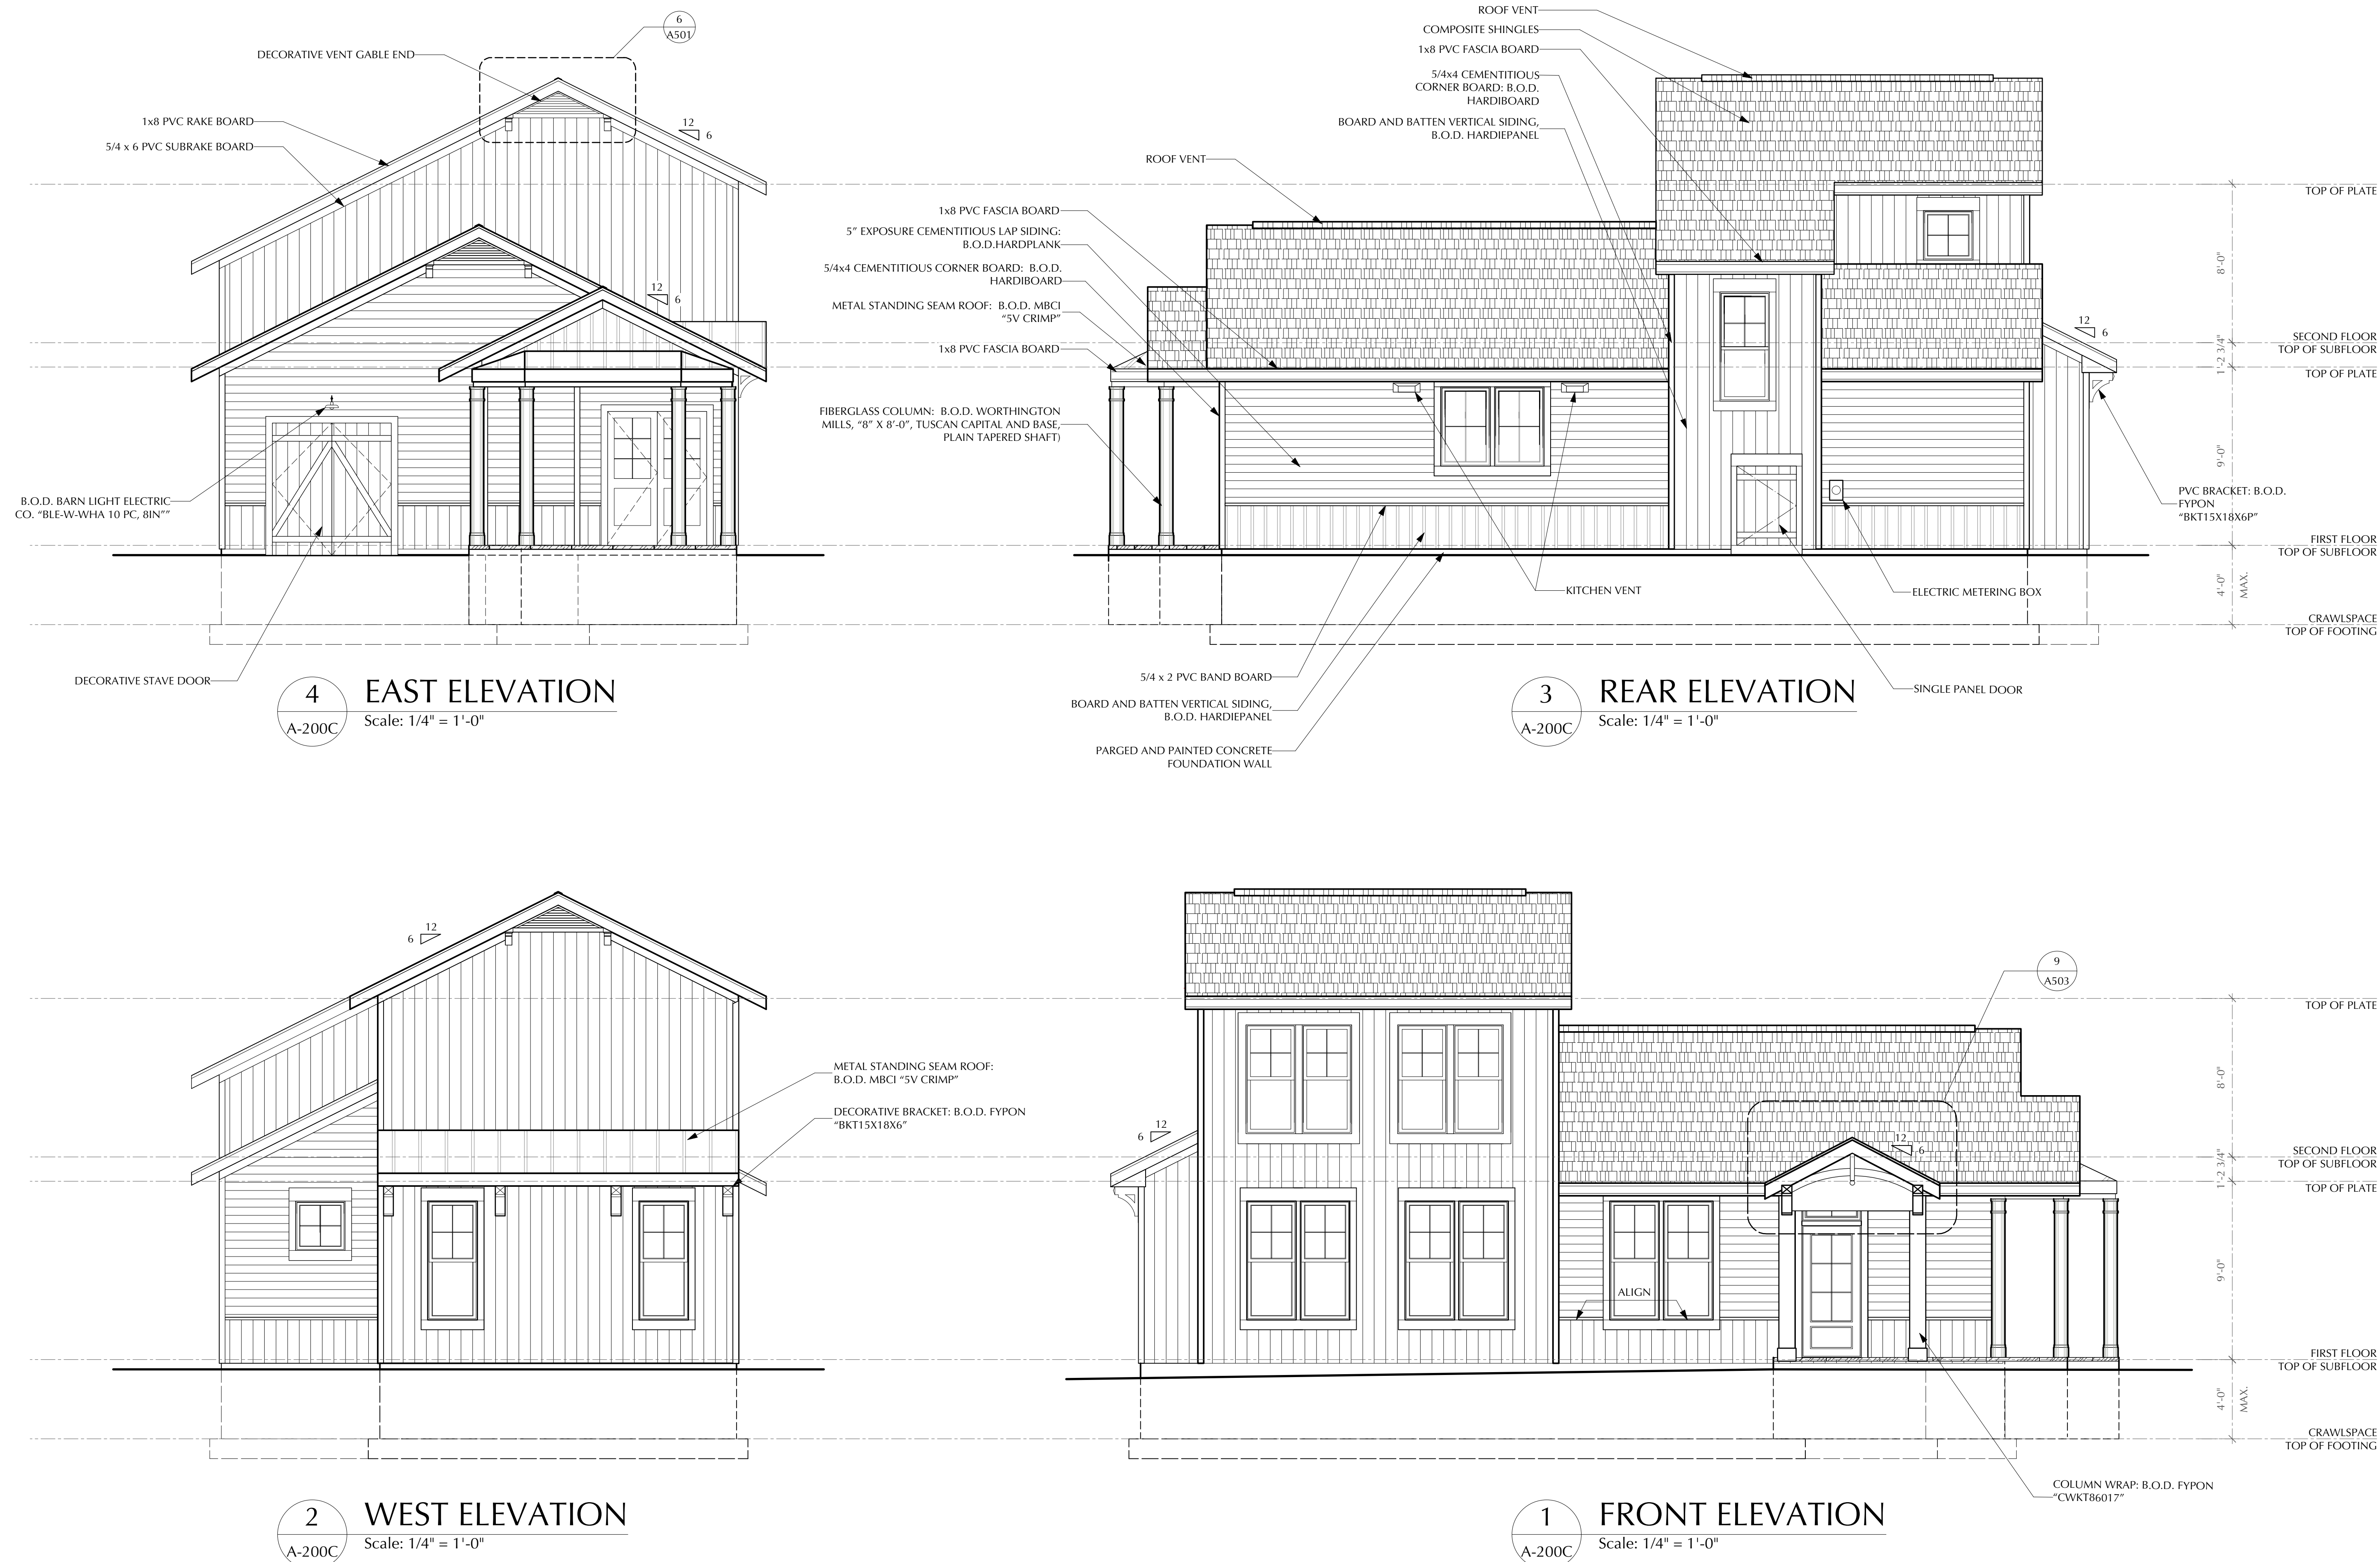 6
A501
DECORATIVE VENT GABLE END
1x8 PVC RAKE BOARD
5/4 x 6 PVC SUBRAKE BOARD
12
6
12
6
B.O.D. BARN LIGHT ELECTRIC
CO. “BLE-W-WHA 10 PC, 8IN””
DECORATIVE STAVE DOOR
4
A-200C
EAST ELEVATION
Scale: 1/4" = 1'-0"
ROOF VENT
COMPOSITE SHINGLES
1x8 PVC FASCIA BOARD
5/4x4 CEMENTITIOUS
CORNER BOARD: B.O.D.
HARDIBOARD
BOARD AND BATTEN VERTICAL SIDING,
B.O.D. HARDIEPANEL
ROOF VENT
1x8 PVC FASCIA BOARD
5” EXPOSURE CEMENTITIOUS LAP SIDING:
B.O.D.HARDPLANK
5/4x4 CEMENTITIOUS CORNER BOARD: B.O.D.
HARDIBOARD
METAL STANDING SEAM ROOF: B.O.D. MBCI
“5V CRIMP”
1x8 PVC FASCIA BOARD
FIBERGLASS COLUMN: B.O.D. WORTHINGTON
MILLS, “8” X 8’-0”, TUSCAN CAPITAL AND BASE,
PLAIN TAPERED SHAFT)
12
6
PVC BRACKET: B.O.D.
FYPON
“BKT15X18X6P”
KITCHEN VENT
ELECTRIC METERING BOX
5/4 x 2 PVC BAND BOARD
BOARD AND BATTEN VERTICAL SIDING,
B.O.D. HARDIEPANEL
PARGED AND PAINTED CONCRETE
FOUNDATION WALL
SINGLE PANEL DOOR
3
A-200C
REAR ELEVATION
Scale: 1/4" = 1'-0"
TOP OF PLATE
8'-0"
SECOND FLOOR
TOP OF SUBFLOOR
1'-2 3/4"
TOP OF PLATE
9'-0"
FIRST FLOOR
TOP OF SUBFLOOR
4'-0"
MAX.
CRAWLSPACE
TOP OF FOOTING
12
6
METAL STANDING SEAM ROOF:
B.O.D. MBCI “5V CRIMP”
DECORATIVE BRACKET: B.O.D. FYPON
“BKT15X18X6”
2
A-200C
WEST ELEVATION
Scale: 1/4" = 1'-0"
9
A503
12
6
12
6
ALIGN
COLUMN WRAP: B.O.D. FYPON
“CWKT86017”
1
A-200C
FRONT ELEVATION
Scale: 1/4" = 1'-0"
TOP OF PLATE
8'-0"
SECOND FLOOR
TOP OF SUBFLOOR
1'-2 3/4"
TOP OF PLATE
9'-0"
FIRST FLOOR
TOP OF SUBFLOOR
4'-0"
MAX.
CRAWLSPACE
TOP OF FOOTING